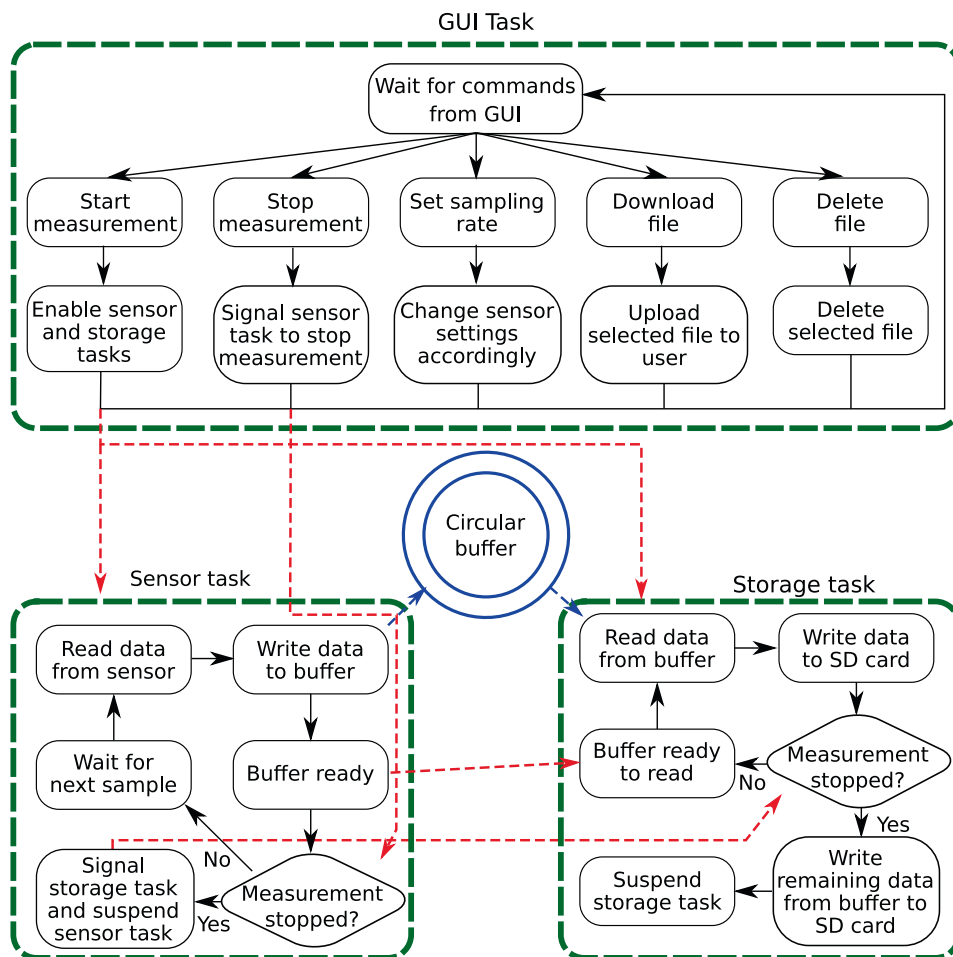 GUI Task
Wait for commands
from GUI
Start
measurement
Stop
measurement
Set sampling
rate
Download
file
Delete
file
Enable sensor
and storage
tasks
Signal sensor
task to stop
measurement
Change sensor
settings
accordingly
Upload
selected file to
user
Delete
selected file
Circular
buffer
Sensor task
Read data
from sensor
Write data
to buffer
Wait for
next sample
Buffer ready
No
Signal
storage task
and suspend
sensor task
Yes
Measurement
stopped?
Storage task
Read data
from buffer
Write data
to SD card
Buffer ready
to read
No
Measurement
stopped?
Yes
Suspend
storage task
Write
remaining data
from buffer to
SD card